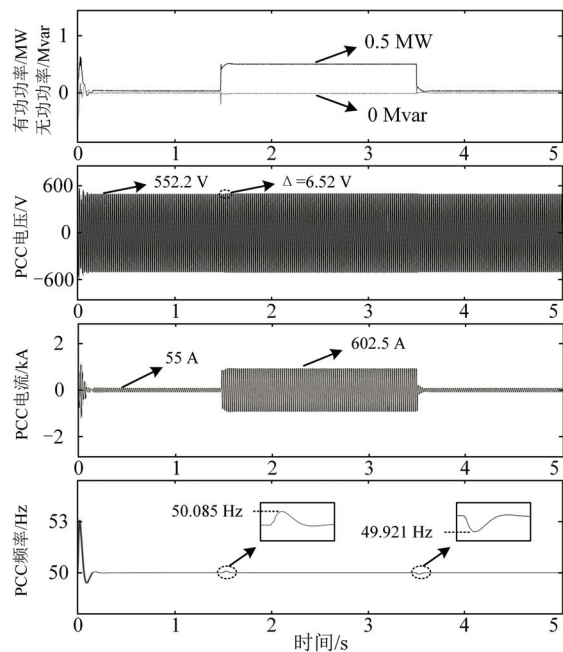 有功功率/MW
无功功率/Mvar
1
0
0.5 MW
0 Mvar
0 1 2 3 4 5
PCC电压/V
600
0
−600
552.2 V
Δ =6.52 V
0 1 2 3 4 5
PCC电流/kA
2
0
−2
55 A
602.5 A
0 1 2 3 4 5
PCC频率/Hz
53
50
50.085 Hz
49.921 Hz
0 1 2 3 4 5
时间/s